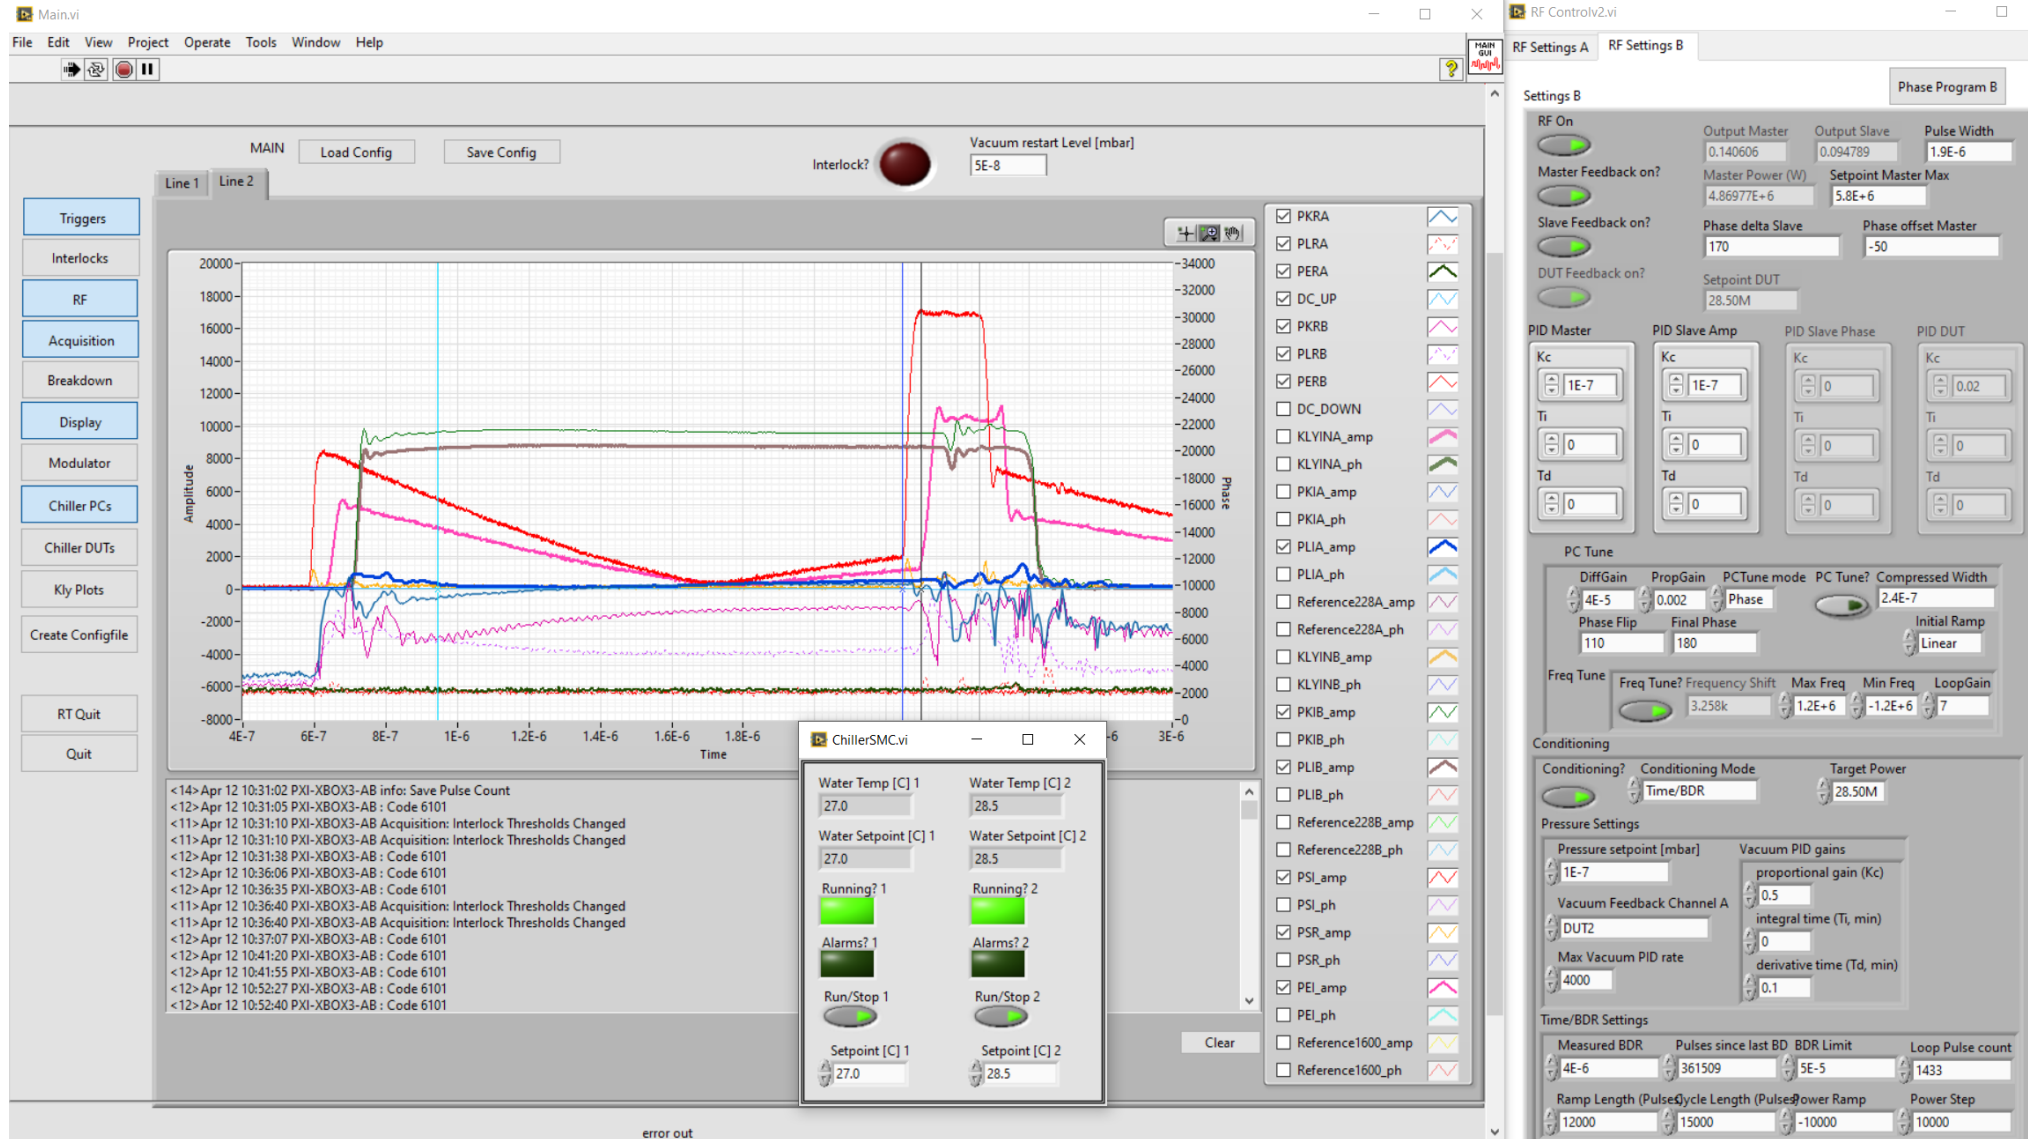 Main.vi
File Edit View Project Operate Tools Window Help
MAIN GUI
MAIN
Load Config
Save Config
Interlock?
Vacuum restart Level [mbar]
5E-8
Line 1
Line 2
Triggers
Interlocks
RF
Acquisition
Breakdown
Display
Modulator
Chiller PCs
Chiller DUTs
Kly Plots
Create Configfile
RT Quit
Quit
Amplitude
20000
18000
16000
14000
12000
10000
8000
6000
4000
2000
0
-2000
-4000
-6000
-8000
Phase
34000
32000
30000
28000
26000
24000
22000
20000
18000
16000
14000
12000
10000
8000
6000
4000
2000
0
4E-7 6E-7 8E-7 1E-6 1.2E-6 1.4E-6 1.6E-6 1.8E-6 -6 3E-6
Time
PKRA
PLRA
PERA
DC_UP
PKRB
PLRB
PERB
DC_DOWN
KLYINA_amp
KLYINA_ph
PKIA_amp
PKIA_ph
PLIA_amp
PLIA_ph
Reference228A_amp
Reference228A_ph
KLYINB_amp
KLYINB_ph
PKIB_amp
PKIB_ph
PLIB_amp
PLIB_ph
Reference228B_amp
Reference228B_ph
PSI_amp
PSI_ph
PSR_amp
PSR_ph
PEI_amp
PEI_ph
Reference1600_amp
Reference1600_ph
<14>Apr 12 10:31:02 PXI-XBOX3-AB info: Save Pulse Count
<12>Apr 12 10:31:05 PXI-XBOX3-AB : Code 6101
<11>Apr 12 10:31:10 PXI-XBOX3-AB Acquisition: Interlock Thresholds Changed
<11>Apr 12 10:31:10 PXI-XBOX3-AB Acquisition: Interlock Thresholds Changed
<12>Apr 12 10:31:38 PXI-XBOX3-AB : Code 6101
<12>Apr 12 10:36:06 PXI-XBOX3-AB : Code 6101
<12>Apr 12 10:36:35 PXI-XBOX3-AB : Code 6101
<11>Apr 12 10:36:40 PXI-XBOX3-AB Acquisition: Interlock Thresholds Changed
<11>Apr 12 10:36:40 PXI-XBOX3-AB Acquisition: Interlock Thresholds Changed
<12>Apr 12 10:37:07 PXI-XBOX3-AB : Code 6101
<12>Apr 12 10:41:20 PXI-XBOX3-AB : Code 6101
<12>Apr 12 10:41:55 PXI-XBOX3-AB : Code 6101
<12>Apr 12 10:52:27 PXI-XBOX3-AB : Code 6101
<12>Apr 12 10:52:40 PXI-XBOX3-AB : Code 6101
Clear
error out
ChillerSMC.vi
Water Temp [C] 1 Water Temp [C] 2
27.0 28.5
Water Setpoint [C] 1 Water Setpoint [C] 2
27.0 28.5
Running? 1 Running? 2
Alarms? 1 Alarms? 2
Run/Stop 1 Run/Stop 2
Setpoint [C] 1 Setpoint [C] 2
27.0 28.5
RF Controlv2.vi
RF Settings A RF Settings B
Phase Program B
Settings B
RF On
Output Master Output Slave Pulse Width
0.140606 0.094789 1.9E-6
Master Feedback on?
Master Power (W) Setpoint Master Max
4.86977E+6 5.8E+6
Slave Feedback on?
Phase delta Slave Phase offset Master
170 -50
DUT Feedback on?
Setpoint DUT
28.50M
PID Master PID Slave Amp PID Slave Phase PID DUT
Kc Kc Kc Kc
1E-7 1E-7 0 0.02
Ti Ti Ti Ti
0 0 0 0
Td Td Td Td
0 0 0 0
PC Tune
DiffGain PropGain PCTune mode PC Tune? Compressed Width
4E-5 0.002 Phase 2.4E-7
Phase Flip Final Phase Initial Ramp
110 180 Linear
Freq Tune
Freq Tune? Frequency Shift Max Freq Min Freq LoopGain
3.258k 1.2E+6 -1.2E+6 7
Conditioning
Conditioning? Conditioning Mode Target Power
Time/BDR 28.50M
Pressure Settings
Pressure setpoint [mbar] Vacuum PID gains
1E-7
proportional gain (Kc)
0.5
Vacuum Feedback Channel A
DUT2
integral time (Ti, min)
0
Max Vacuum PID rate
4000
derivative time (Td, min)
0.1
Time/BDR Settings
Measured BDR Pulses since last BD BDR Limit Loop Pulse count
4E-6 361509 5E-5 1433
Ramp Length (Pulses Cycle Length (Pulses Power Ramp Power Step
12000 15000 -10000 10000